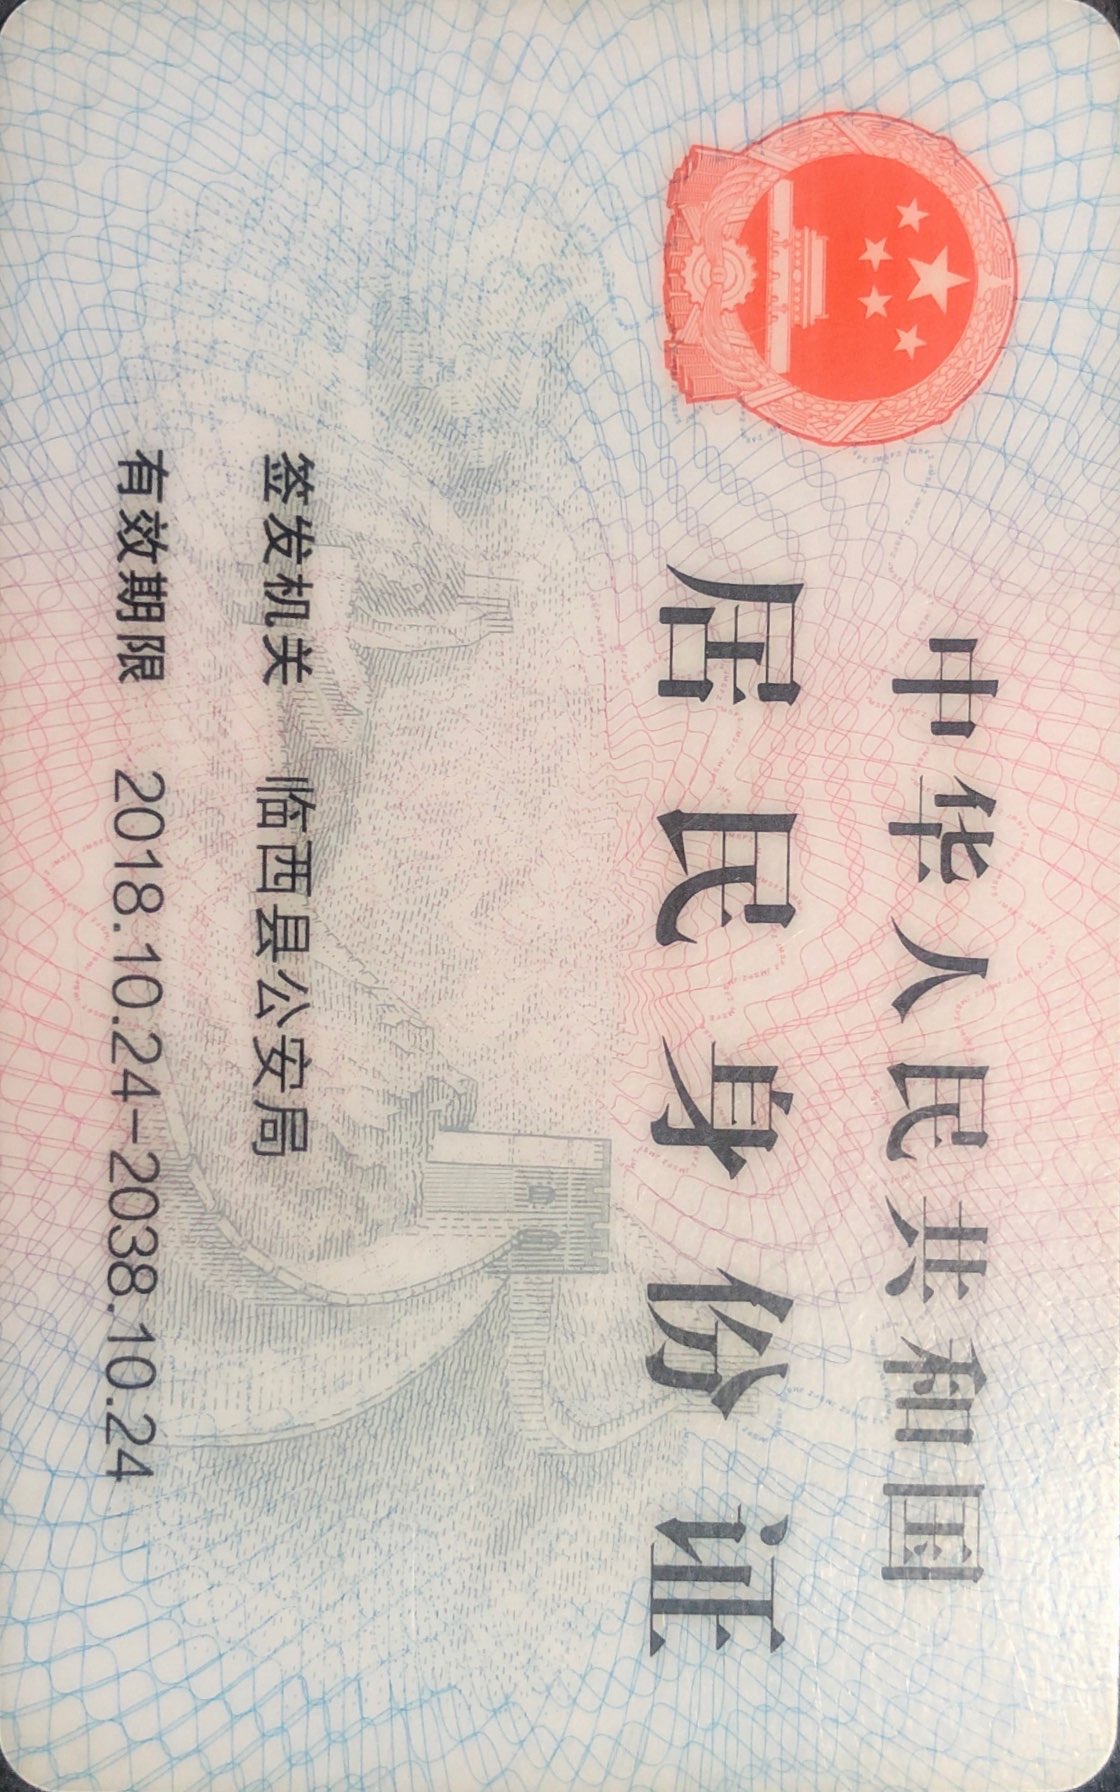 中华人民共和国
居民身份证
签发机关 临西县公安局
有效期限 2018.10.24-2038.10.24